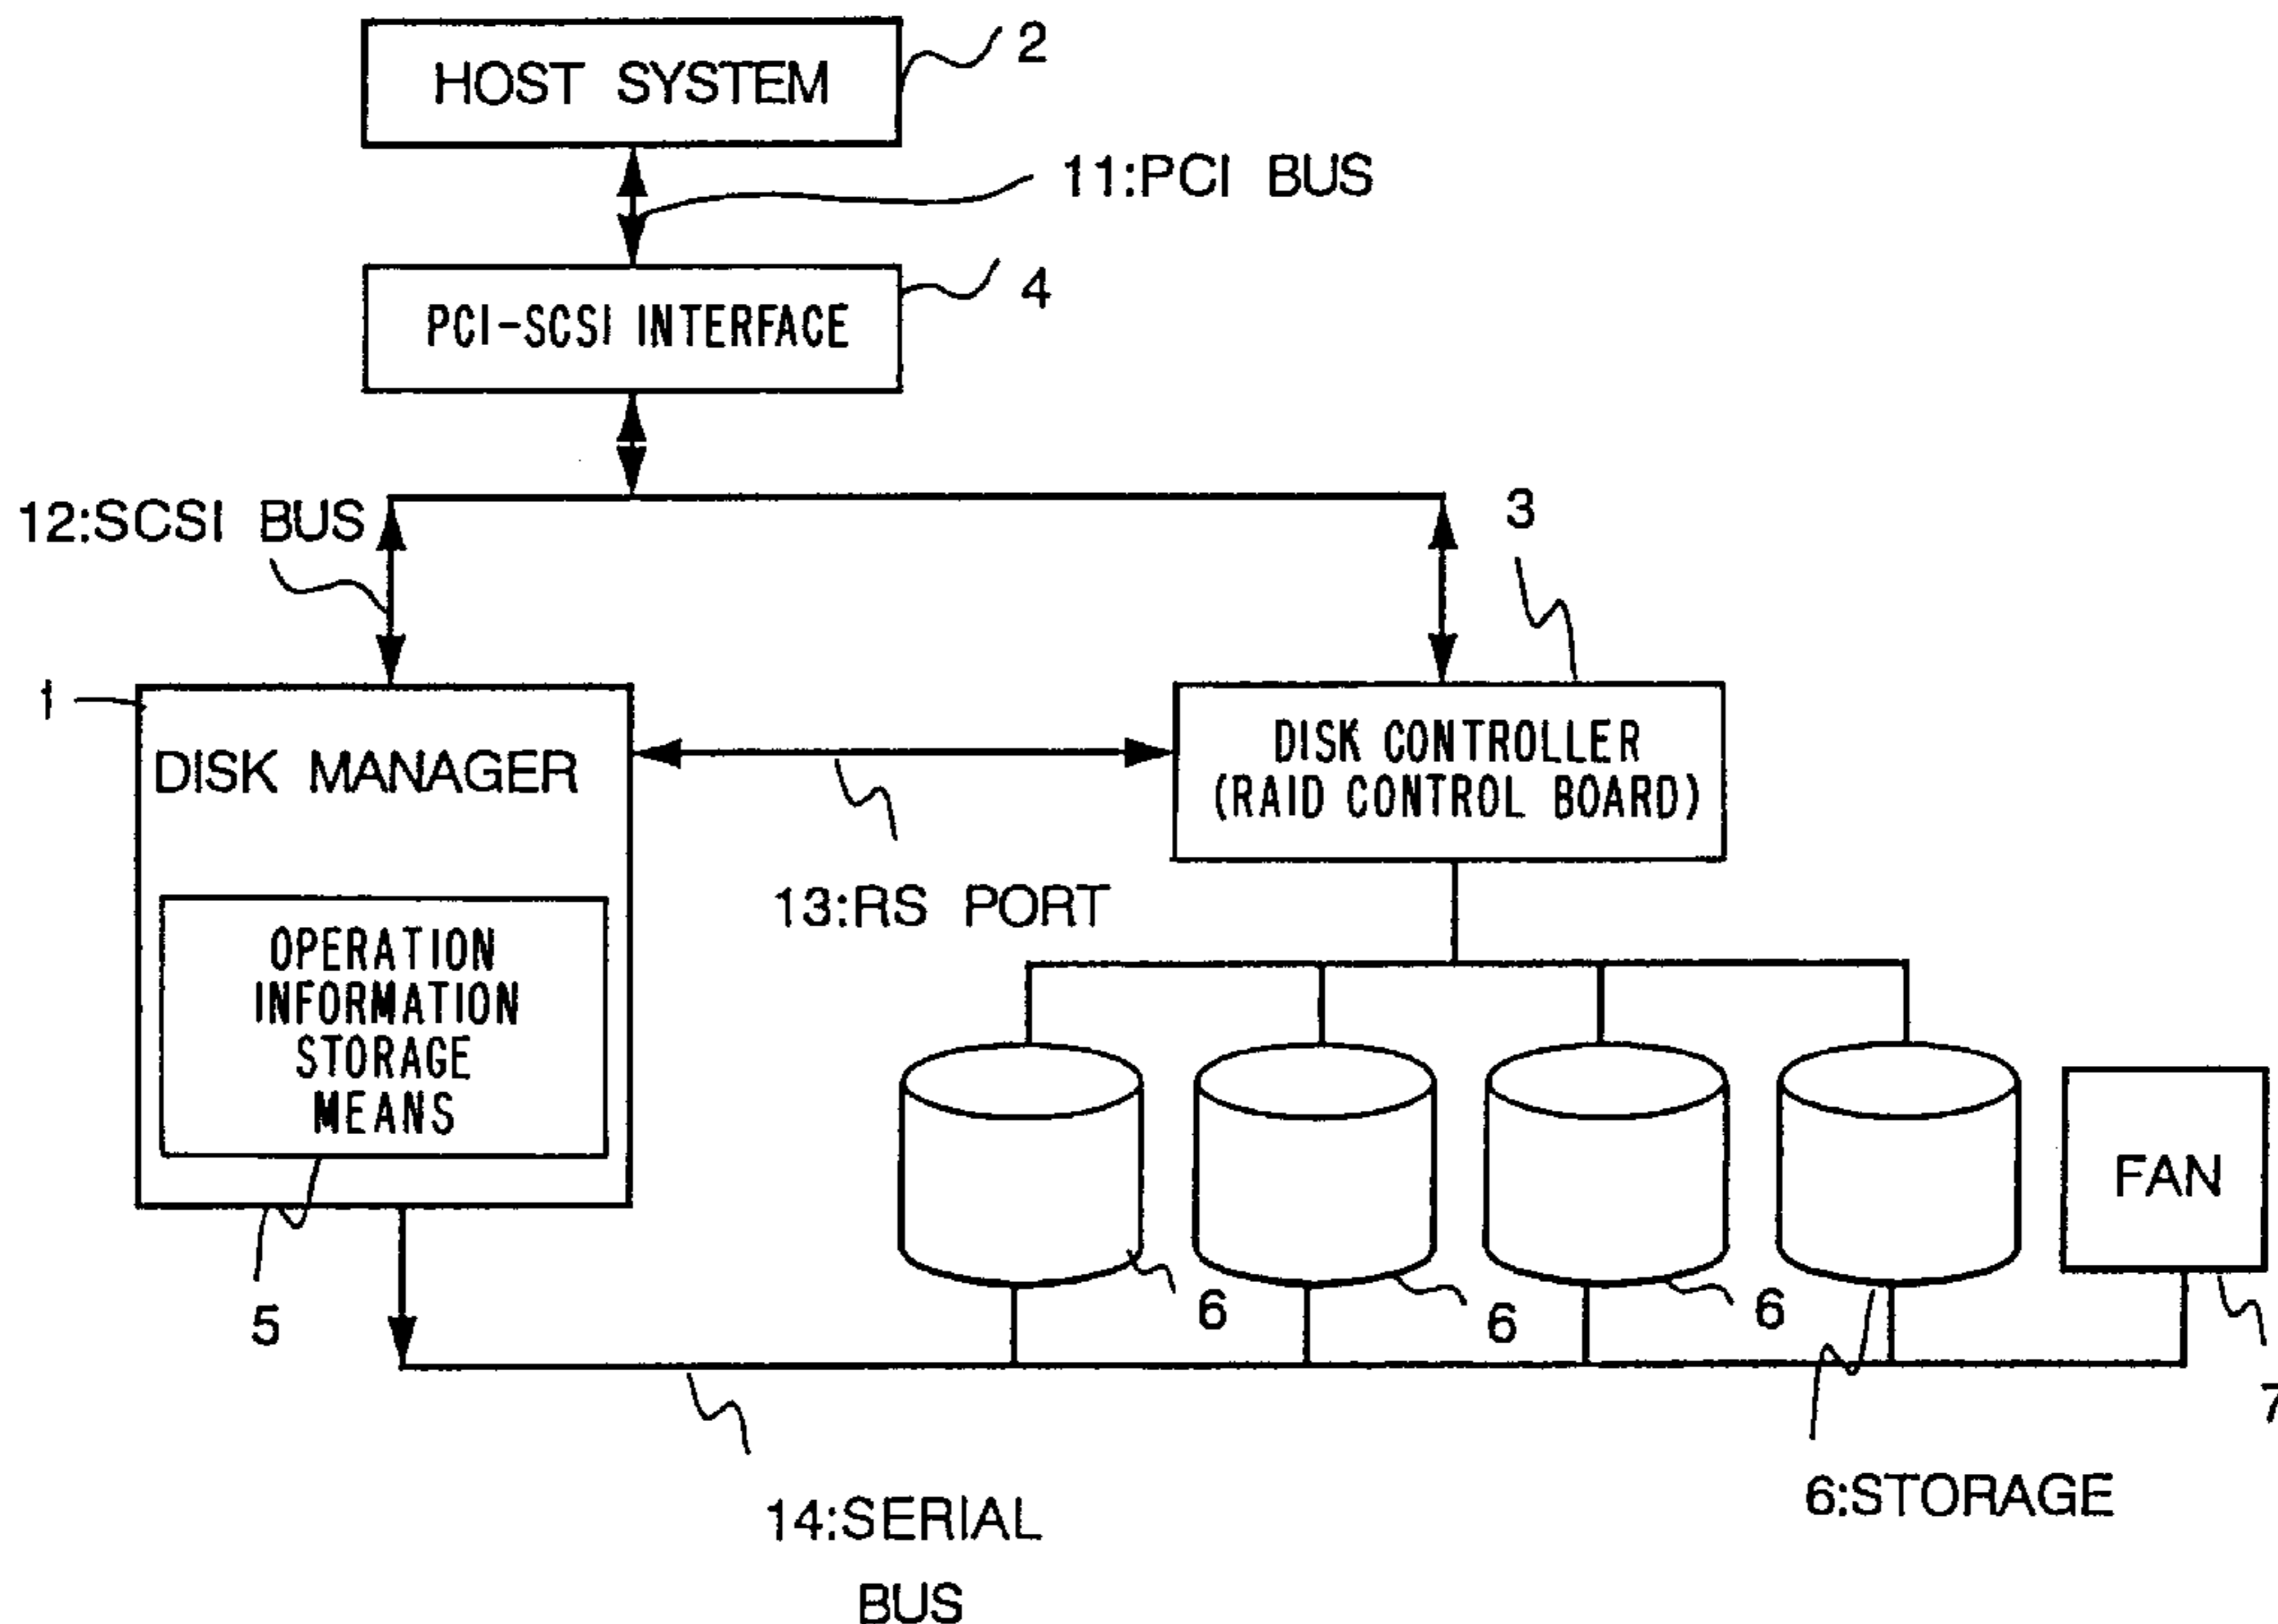 HOST SYSTEM
2
11:PCI BUS
PCI-SCSI INTERFACE
4
12:SCSI BUS
3
1
DISK MANAGER
DISK CONTROLLER
(RAID CONTROL BOARD)
13:RS PORT
OPERATION
INFORMATION
STORAGE
MEANS
5
FAN
6
6
6
7
6:STORAGE
14:SERIAL
BUS